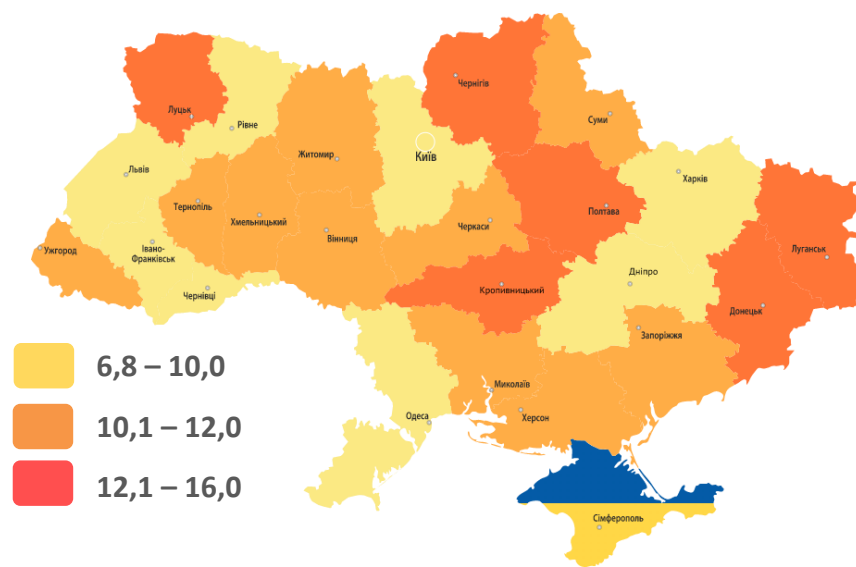 Чернігів
Луцьк
Суми
Рівне
Житомир
Київ
Львів
Харків
Тернопіль
Полтава
Хмельницький
Черкаси
Вінниця
Ужгород
Івано-
Франківськ
Луганськ
Дніпро
Чернівці
Кропивницький
Донецьк
Запоріжжя
6,8 – 10,0
Миколаїв
Херсон
Одеса
10,1 – 12,0
12,1 – 16,0
Сімферополь